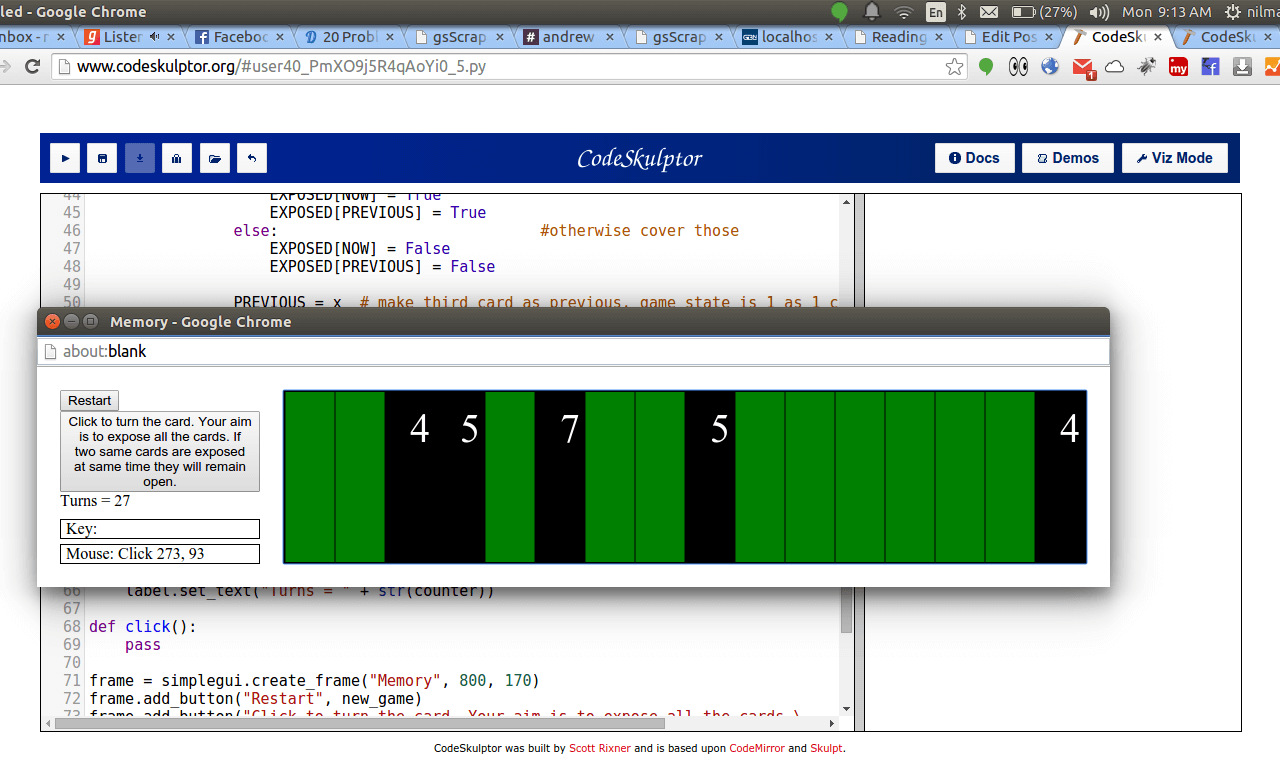 led - Google Chrome
En (27%) Mon 9:13 AM nilma
nbox - r Listen Faceboo 20 Probl gsScrap andrew gsScrap localhos Reading Edit Pos CodeSku CodeSku
www.codeskulptor.org/#user40_PmXO9j5R4qAoYi0_5.py
CodeSkulptor
Docs Demos Viz Mode
44 EXPOSED[NOW] = True
45 EXPOSED[PREVIOUS] = True
46 else: #otherwise cover those
47 EXPOSED[NOW] = False
48 EXPOSED[PREVIOUS] = False
49
50 PREVIOUS = x # make third card as previous, game state is 1 as 1 c
Memory - Google Chrome
about:blank
Restart
Click to turn the card. Your aim
is to expose all the cards. If
two same cards are exposed
at same time they will remain
open.
Turns = 27
Key:
Mouse: Click 273, 93
4 5 7 5 4
66 label.set_text("Turns = " + str(counter))
67
68 def click():
69 pass
70
71 frame = simplegui.create_frame("Memory", 800, 170)
72 frame.add_button("Restart", new_game)
73 frame.add_button("Click to turn the card. Your aim is to expose all the cards.\
CodeSkulptor was built by Scott Rixner and is based upon CodeMirror and Skulpt.